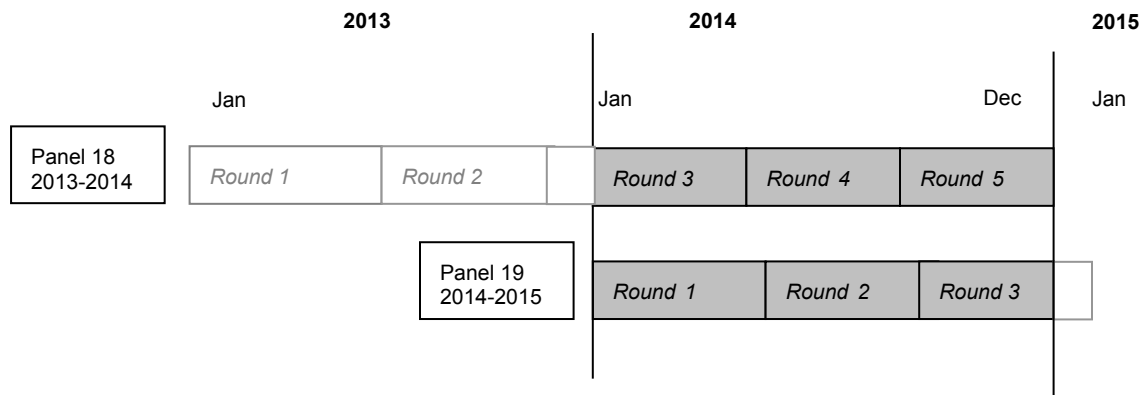 2013 2014 2015
Jan Jan Dec Jan
Panel 18
2013-2014
Round 1 Round 2 Round 3 Round 4 Round 5
Panel 19
2014-2015
Round 1 Round 2 Round 3